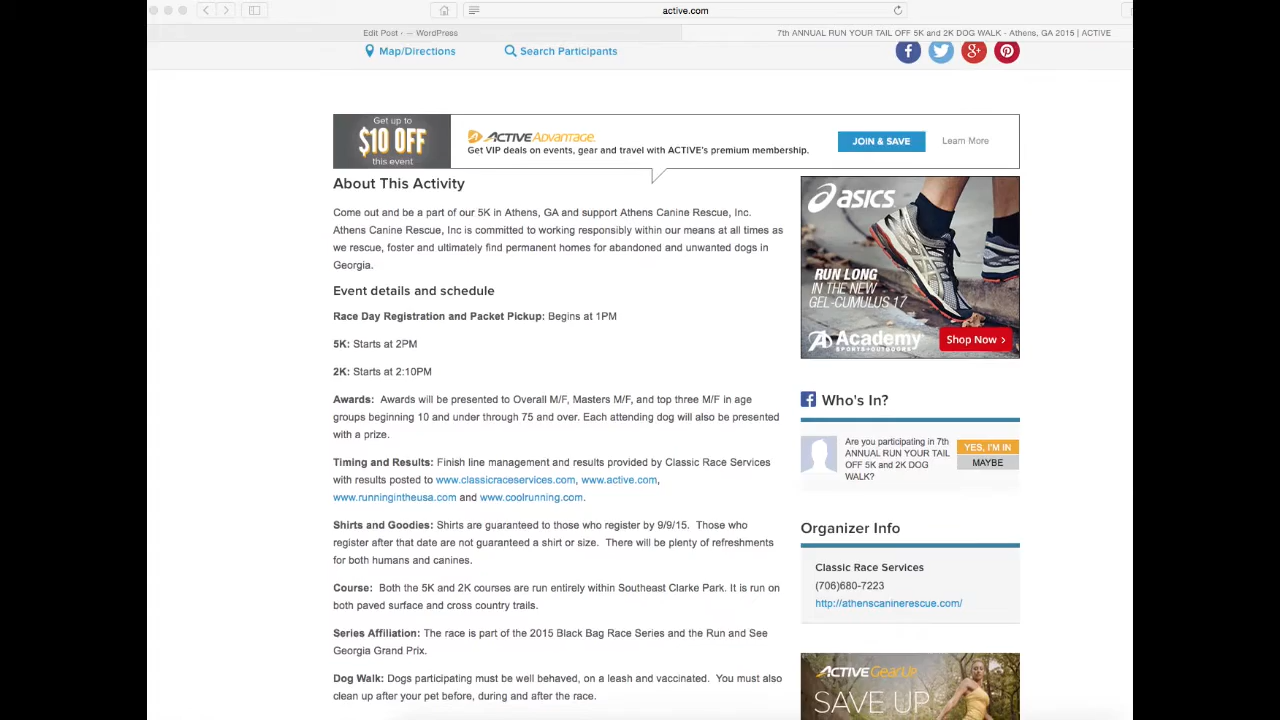 active.com
Edit Post ‹ — WordPress
7th ANNUAL RUN YOUR TAIL OFF 5K and 2K DOG WALK - Athens, GA 2015 | ACTIVE
Map/Directions
Search Participants
Get up to
$10 OFF
this event
ACTIVE Advantage.
Get VIP deals on events, gear and travel with ACTIVE's premium membership.
JOIN & SAVE
Learn More
About This Activity
Come out and be a part of our 5K in Athens, GA and support Athens Canine Rescue, Inc.
Athens Canine Rescue, Inc is committed to working responsibly within our means at all times as
we rescue, foster and ultimately find permanent homes for abandoned and unwanted dogs in
Georgia.
Event details and schedule
Race Day Registration and Packet Pickup: Begins at 1PM
5K: Starts at 2PM
2K: Starts at 2:10PM
Awards: Awards will be presented to Overall M/F, Masters M/F, and top three M/F in age
groups beginning 10 and under through 75 and over. Each attending dog will also be presented
with a prize.
Timing and Results: Finish line management and results provided by Classic Race Services
with results posted to www.classicraceservices.com, www.active.com,
www.runningintheusa.com and www.coolrunning.com.
Shirts and Goodies: Shirts are guaranteed to those who register by 9/9/15. Those who
register after that date are not guaranteed a shirt or size. There will be plenty of refreshments
for both humans and canines.
Course: Both the 5K and 2K courses are run entirely within Southeast Clarke Park. It is run on
both paved surface and cross country trails.
Series Affiliation: The race is part of the 2015 Black Bag Race Series and the Run and See
Georgia Grand Prix.
Dog Walk: Dogs participating must be well behaved, on a leash and vaccinated. You must also
clean up after your pet before, during and after the race.
asics
RUN LONG
IN THE NEW
GEL-CUMULUS 17
Academy
SPORTS+OUTDOORS
Shop Now >
Who's In?
Are you participating in 7th
ANNUAL RUN YOUR TAIL
OFF 5K and 2K DOG
WALK?
YES, I'M IN
MAYBE
Organizer Info
Classic Race Services
(706)680-7223
http://athenscaninerescue.com/
ACTIVE GearUp
SAVE UP